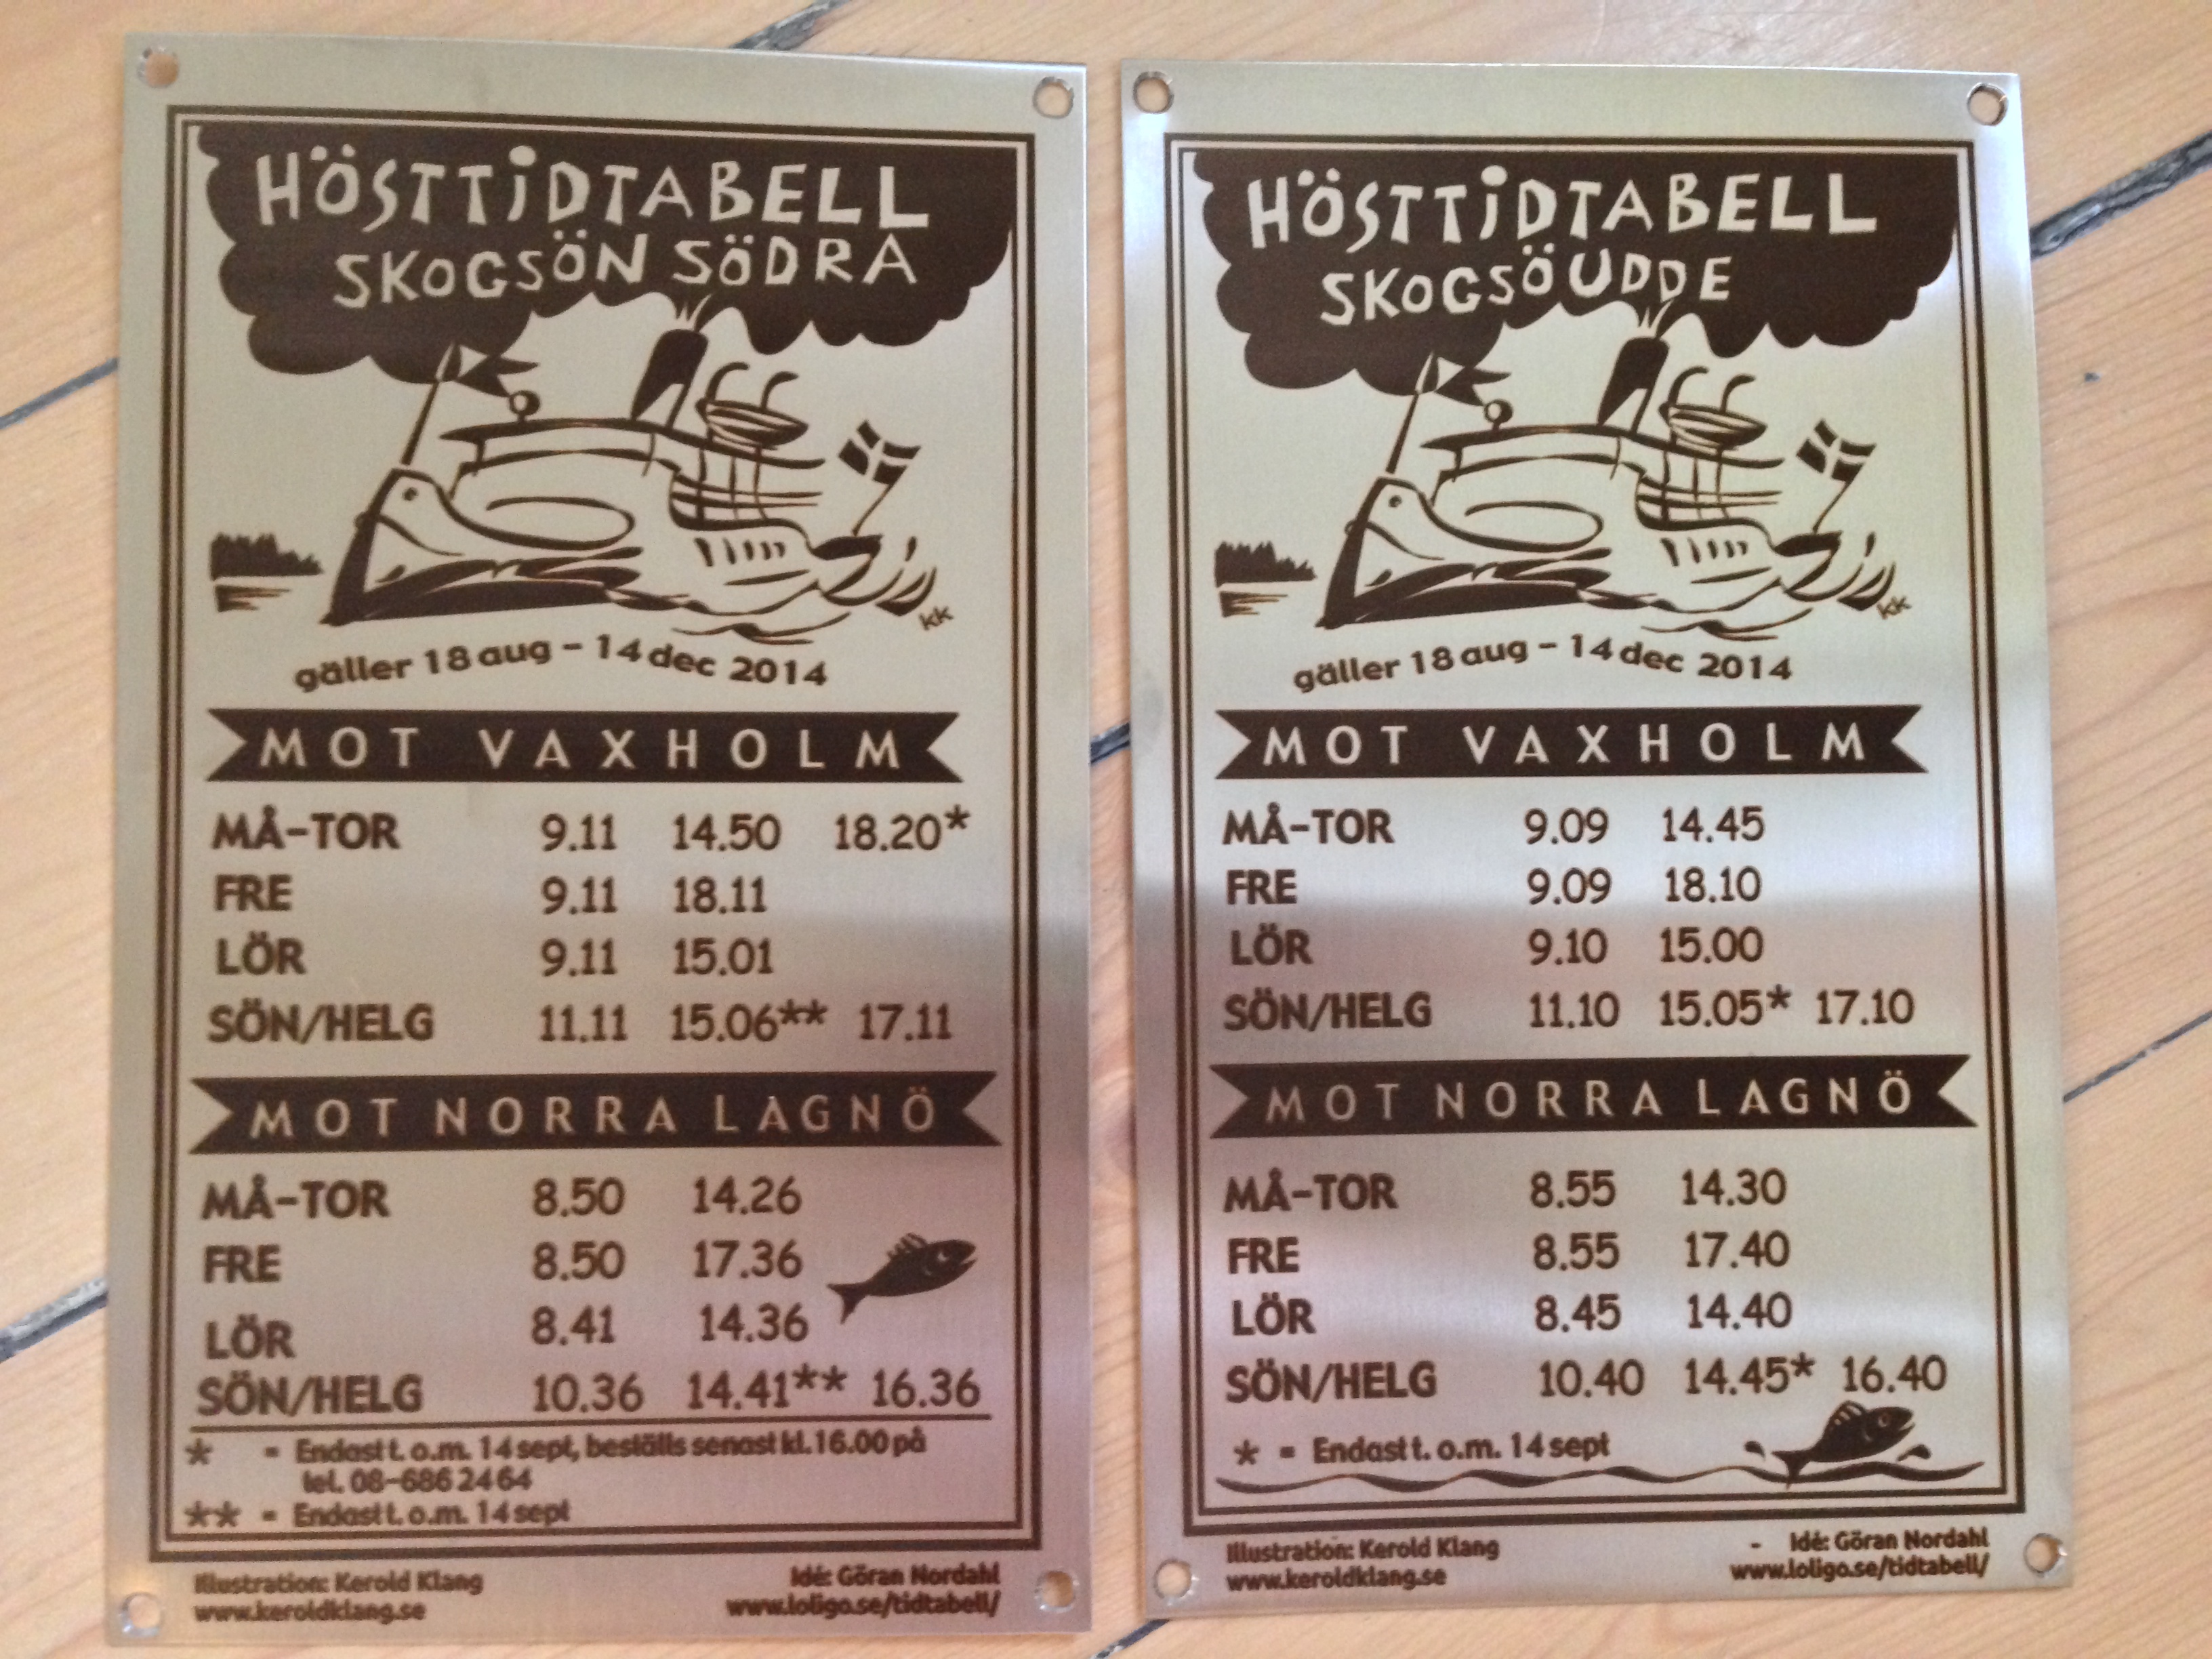 HÖSTTiDTABELL
SKOGSÖN SÖDRA
kk
gäller 18 aug - 14 dec 2014
MOT VAXHOLM
MÅ-TOR 9.11 14.50 18.20*
FRE 9.11 18.11
LÖR 9.11 15.01
SÖN/HELG 11.11 15.06** 17.11
MOT NORRA LAGNÖ
MÅ-TOR 8.50 14.26
FRE 8.50 17.36
LÖR 8.41 14.36
SÖN/HELG 10.36 14.41** 16.36
* = Endast t. o.m. 14 sept, beställs senast kl. 16.00 på
tel. 08-686 24 64
** = Endast t. o.m. 14 sept
Illustration: Kerold Klang
www.keroldklang.se
Idé: Göran Nordahl
www.loligo.se/tidtabell/
HÖSTTiDTABELL
SKOGSÖUDDE
kk
gäller 18 aug - 14 dec 2014
MOT VAXHOLM
MÅ-TOR 9.09 14.45
FRE 9.09 18.10
LÖR 9.10 15.00
SÖN/HELG 11.10 15.05* 17.10
MOT NORRA LAGNÖ
MÅ-TOR 8.55 14.30
FRE 8.55 17.40
LÖR 8.45 14.40
SÖN/HELG 10.40 14.45* 16.40
* = Endast t. o.m. 14 sept
Illustration: Kerold Klang
www.keroldklang.se
- Idé: Göran Nordahl
www.loligo.se/tidtabell/